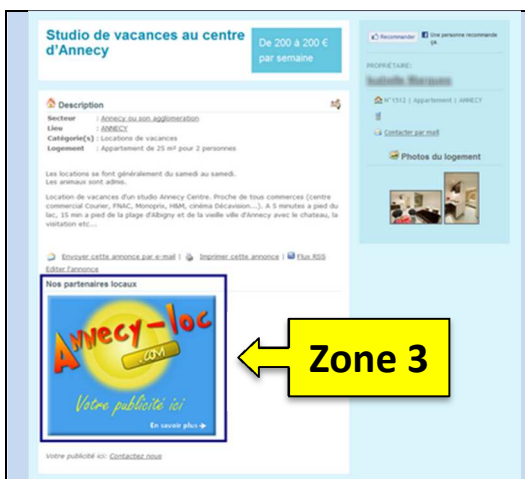 Studio de vacances au centre
d'Annecy
De 200 à 200 €
par semaine
Recommander
Une personne recommande
ça.
PROPRIÉTAIRE:
N°1312 | Appartement | ANNECY
Contacter par mail
Photos du logement
Description
Secteur : Annecy ou son agglomeration
Lieu : ANNECY
Catégorie(s) : Locations de vacances
Logement : Appartement de 25 m² pour 2 personnes
Les locations se font généralement du samedi au samedi.
Les animaux sont admis.
Location de vacances d'un studio Annecy Centre. Proche de tous commerces (centre
commercial Courier, FNAC, Monoprix, H&M, cinéma Décavision...). A 5 minutes a pied du
lac, 15 min a pied de la plage d'Albigny et de la vieille ville d'Annecy avec le chateau, la
visitation etc...
Envoyer cette annonce par e-mail | Imprimer cette annonce | Flux RSS
Editer l'annonce
Nos partenaires locaux
Annecy-loc
.COM
Votre publicité ici
En savoir plus
Zone 3
Votre publicité ici: Contactez nous